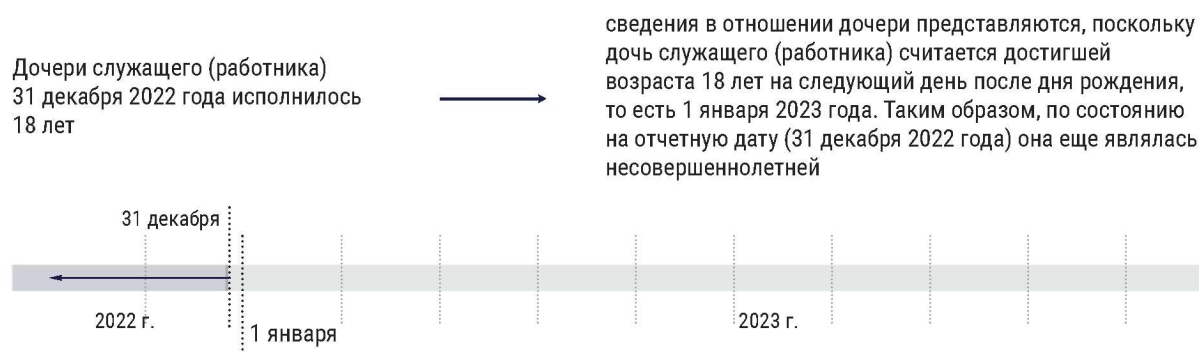 Дочери служащего (работника)
31 декабря 2022 года исполнилось
18 лет
сведения в отношении дочери представляются, поскольку
дочь служащего (работника) считается достигшей
возраста 18 лет на следующий день после дня рождения,
то есть 1 января 2023 года. Таким образом, по состоянию
на отчетную дату (31 декабря 2022 года) она еще являлась
несовершеннолетней
31 декабря
2022 г.
1 января
2023 г.